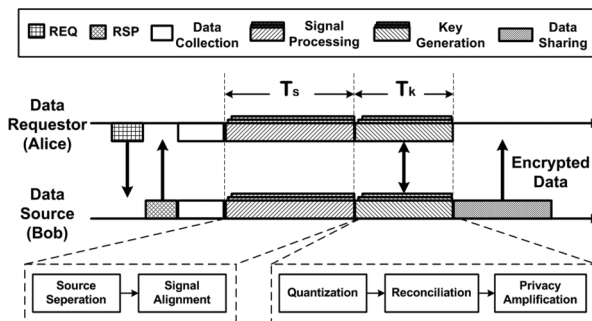 REQ
RSP
Data
Collection
Signal
Processing
Key
Generation
Data
Sharing
Ts
Tk
Data
Requestor
(Alice)
Encrypted
Data
Data
Source
(Bob)
Source
Seperation
Signal
Alignment
Quantization
Reconciliation
Privacy
Amplification